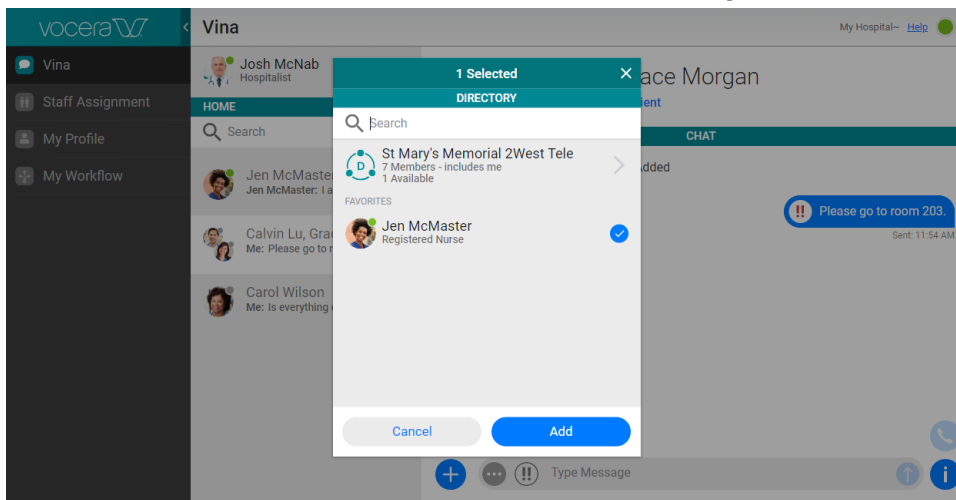 vocera
Vina
My Hospital~ Help
Vina
Staff Assignment
My Profile
My Workflow
Josh McNab
Hospitalist
HOME
Search
Jen McMaste
Jen McMaster: I a
Calvin Lu, Gra
Me: Please go to r
Carol Wilson
Me: Is everything
1 Selected
DIRECTORY
Search
D
St Mary's Memorial 2West Tele
7 Members - includes me
1 Available
FAVORITES
Jen McMaster
Registered Nurse
Cancel
Add
ace Morgan
ient
CHAT
Added
!! Please go to room 203.
Sent: 11:54 AM
!! Type Message
i